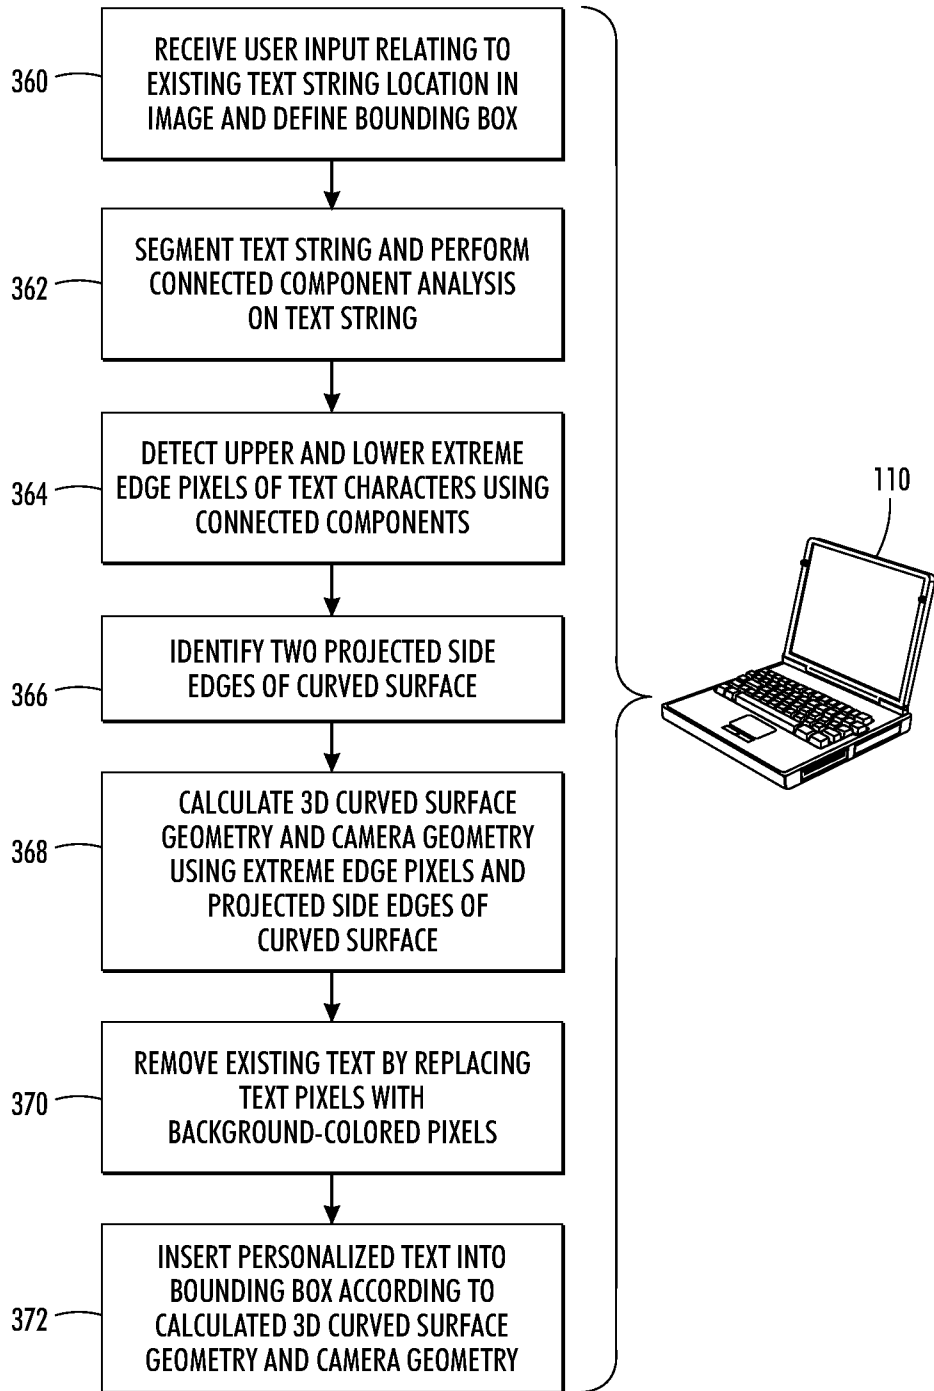 360
RECEIVE USER INPUT RELATING TO
EXISTING TEXT STRING LOCATION IN
IMAGE AND DEFINE BOUNDING BOX
362
SEGMENT TEXT STRING AND PERFORM
CONNECTED COMPONENT ANALYSIS
ON TEXT STRING
364
DETECT UPPER AND LOWER EXTREME
EDGE PIXELS OF TEXT CHARACTERS USING
CONNECTED COMPONENTS
110
366
IDENTIFY TWO PROJECTED SIDE
EDGES OF CURVED SURFACE
368
CALCULATE 3D CURVED SURFACE
GEOMETRY AND CAMERA GEOMETRY
USING EXTREME EDGE PIXELS AND
PROJECTED SIDE EDGES OF
CURVED SURFACE
370
REMOVE EXISTING TEXT BY REPLACING
TEXT PIXELS WITH
BACKGROUND-COLORED PIXELS
372
INSERT PERSONALIZED TEXT INTO
BOUNDING BOX ACCORDING TO
CALCULATED 3D CURVED SURFACE
GEOMETRY AND CAMERA GEOMETRY